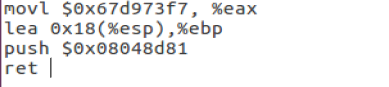 movl $0x67d973f7, %eax
lea 0x18(%esp),%ebp
push $0x08048d81
ret